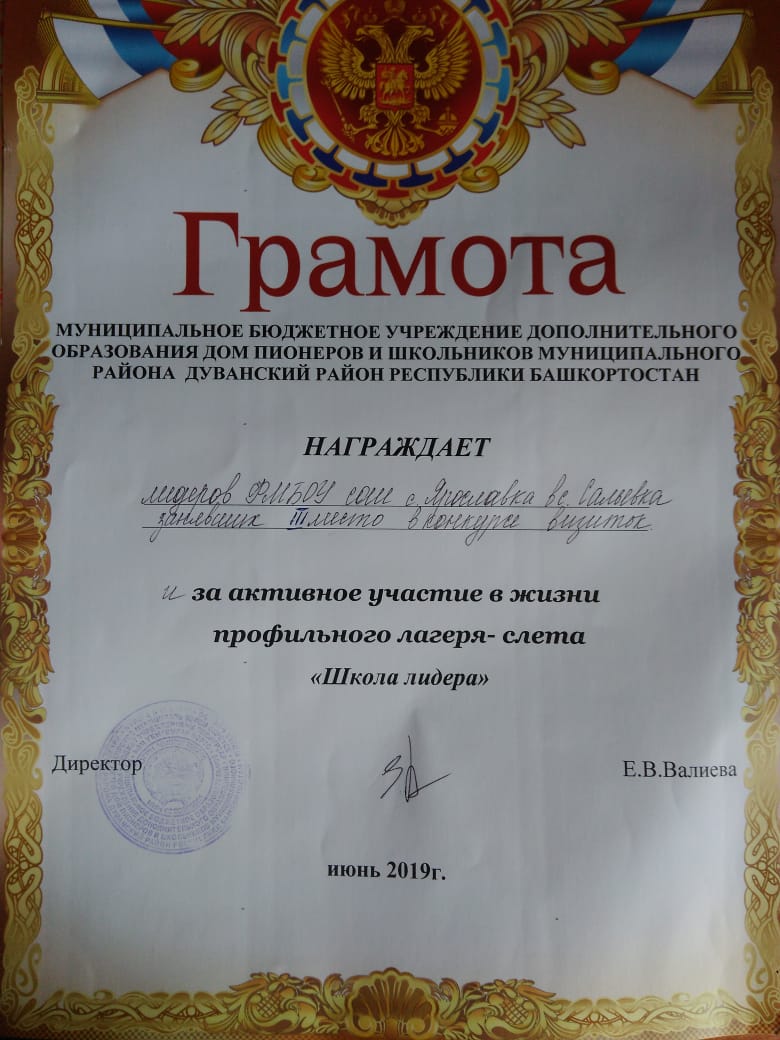 Грамота
МУНИЦИПАЛЬНОЕ БЮДЖЕТНОЕ УЧРЕЖДЕНИЕ ДОПОЛНИТЕЛЬНОГО
ОБРАЗОВАНИЯ ДОМ ПИОНЕРОВ И ШКОЛЬНИКОВ МУНИЦИПАЛЬНОГО
РАЙОНА ДУВАНСКИЙ РАЙОН РЕСПУБЛИКИ БАШКОРТОСТАН
НАГРАЖДАЕТ
лидеров ФМБОУ сош с. Ярославка в с. Сальевка
занявших III место в конкурсе визиток.
и за активное участие в жизни
профильного лагеря- слета
«Школа лидера»
Директор
Е.В.Валиева
июнь 2019г.